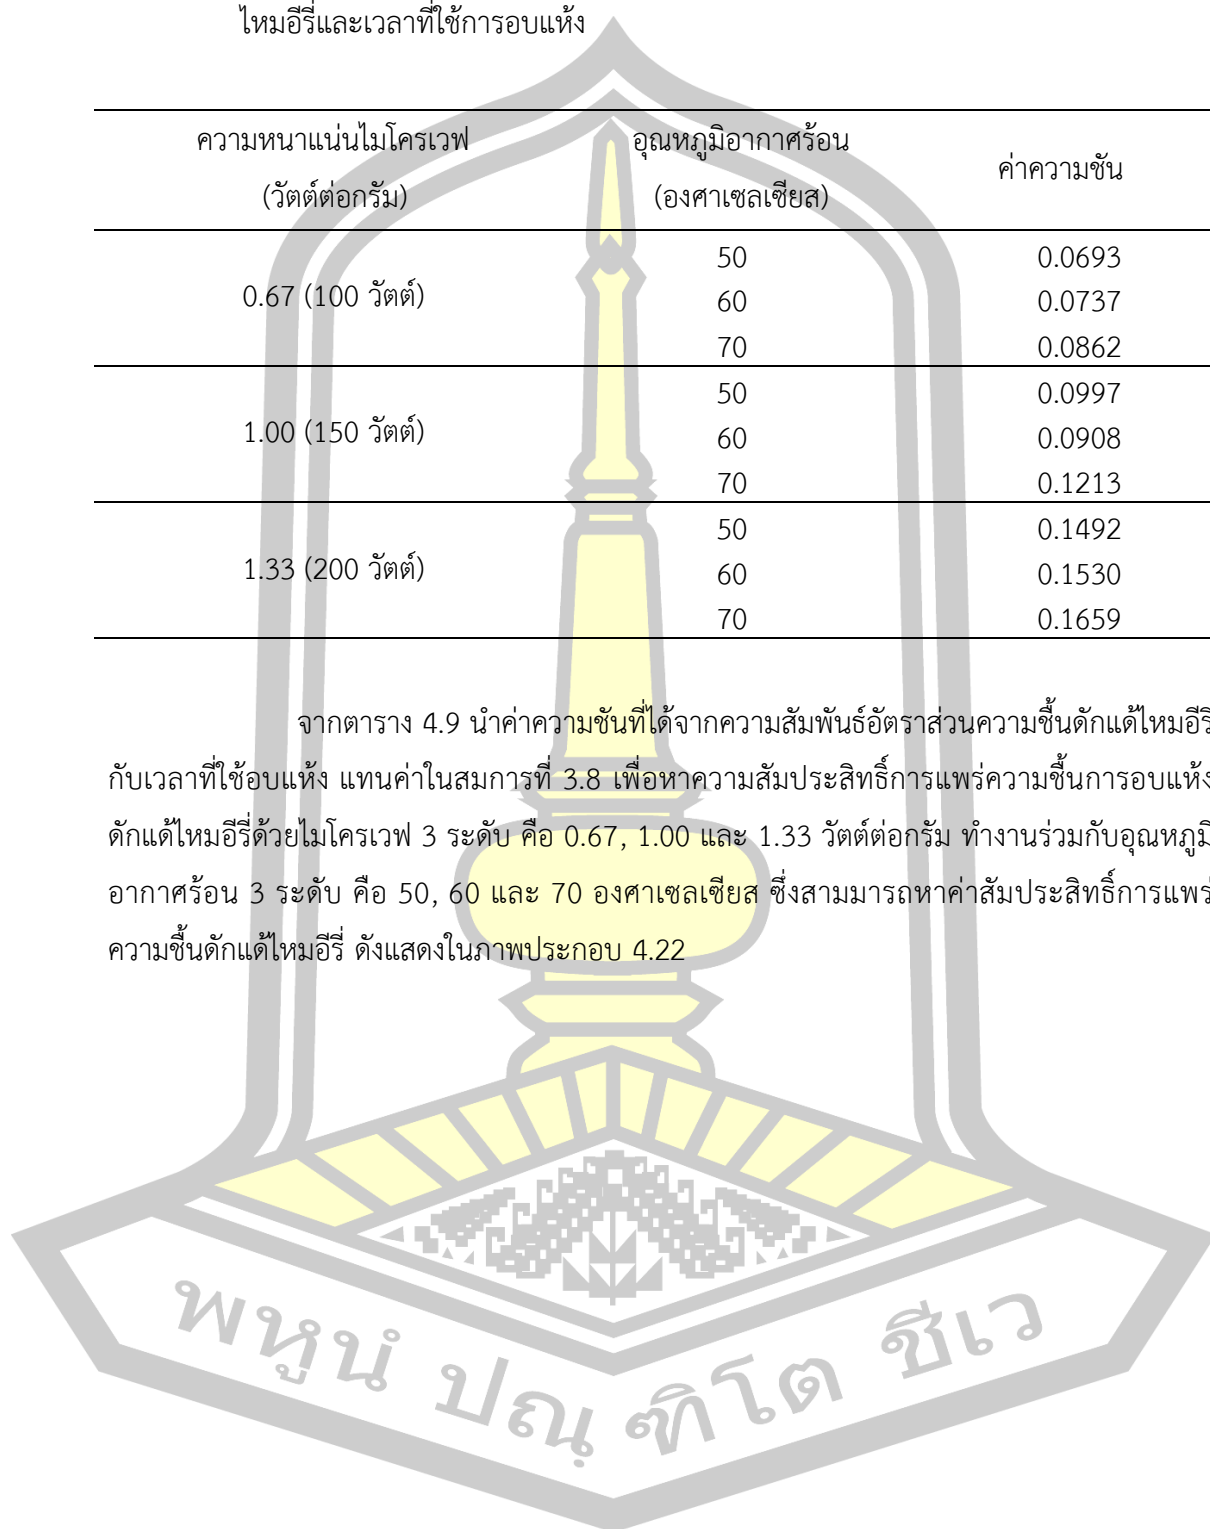 ไหมอีรี่และเวลาที่ใช้การอบแห้ง
ความหนาแน่นไมโครเวฟ อุณหภูมิอากาศร้อน ค่าความชัน
(วัตต์ต่อกรัม) (องศาเซลเซียส)
50 0.0693
0.67 (100 วัตต์) 60 0.0737
70 0.0862
50 0.0997
1.00 (150 วัตต์) 60 0.0908
70 0.1213
50 0.1492
1.33 (200 วัตต์) 60 0.1530
70 0.1659
จากตาราง 4.9 นำค่าความชันที่ได้จากความสัมพันธ์อัตราส่วนความชื้นดักแด้ไหมอีรี
กับเวลาที่ใช้อบแห้ง แทนค่าในสมการที่ 3.8 เพื่อหาความสัมประสิทธิ์การแพร่ความชื้นการอบแห้ง
ดักแด้ไหมอีรี่ด้วยไมโครเวฟ 3 ระดับ คือ 0.67, 1.00 และ 1.33 วัตต์ต่อกรัม ทำงานร่วมกับอุณหภูมิ
อากาศร้อน 3 ระดับ คือ 50, 60 และ 70 องศาเซลเซียส ซึ่งสามมารถหาค่าสัมประสิทธิ์การแพร่
ความชื้นดักแด้ไหมอีรี่ ดังแสดงในภาพประกอบ 4.22
พหูนํ ปณฺฑิโต ชีเว